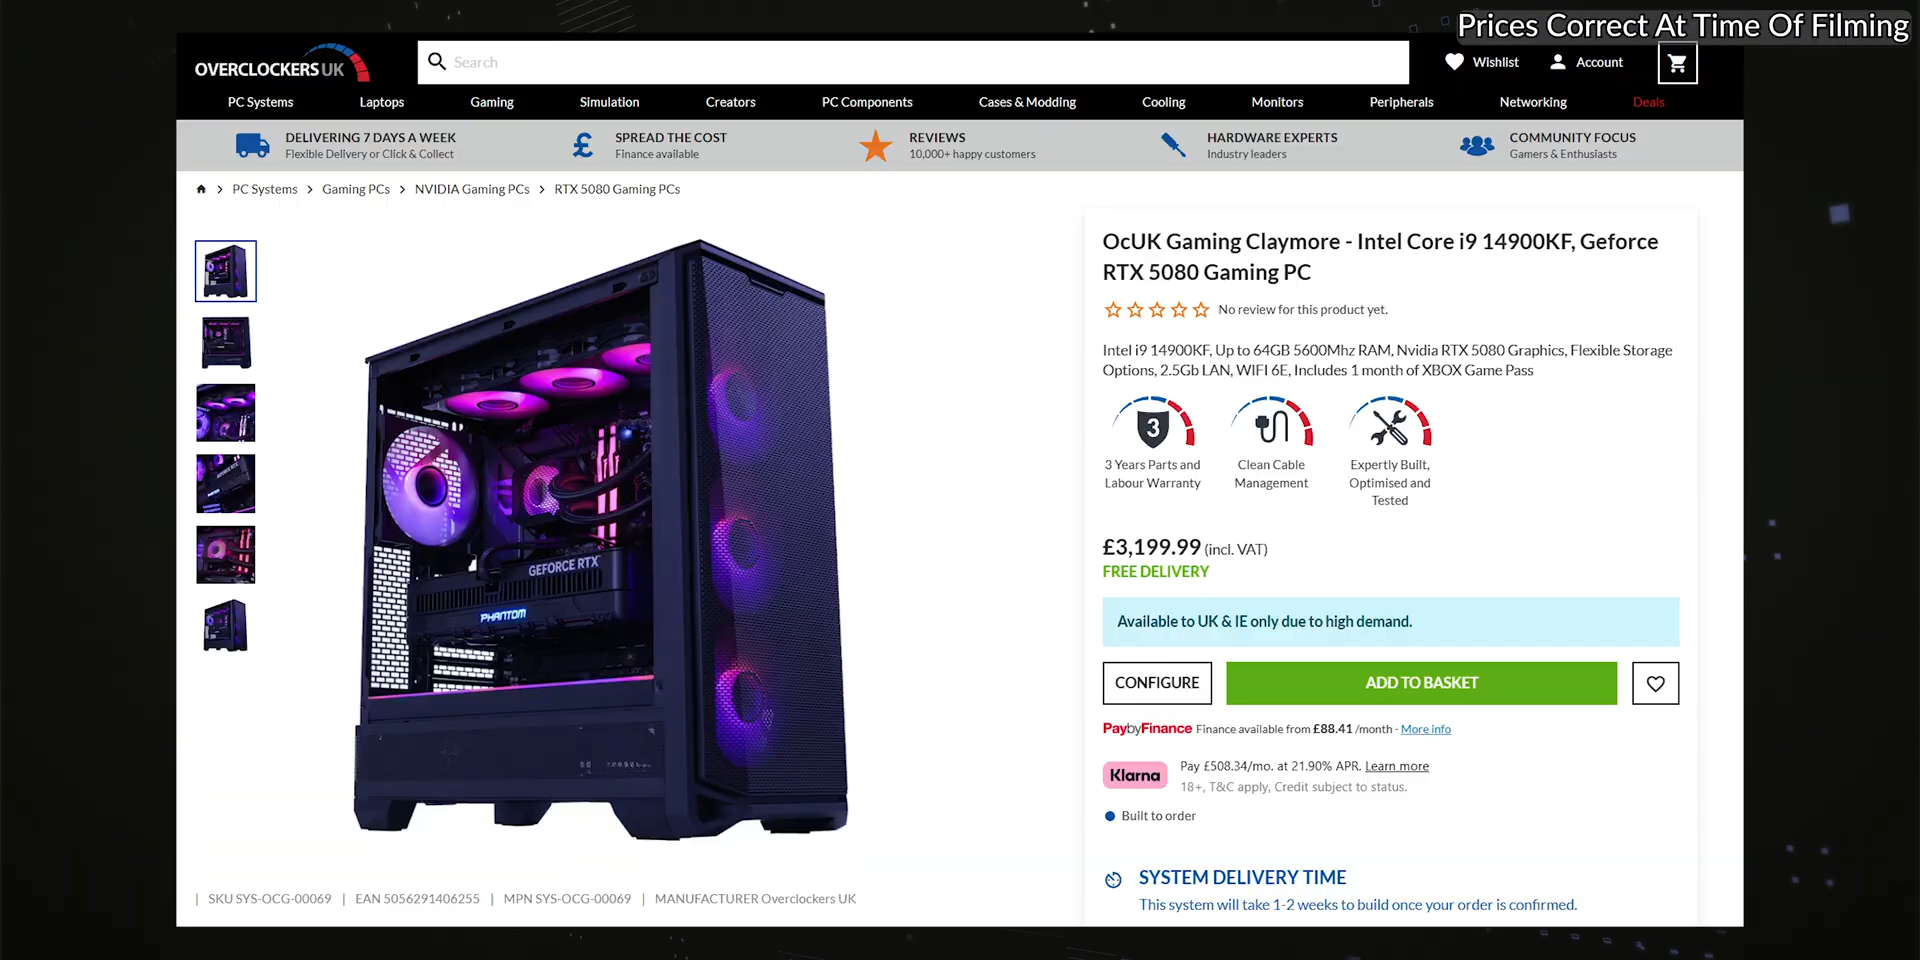 Prices Correct At Time Of Filming
OVERCLOCKERS UK
Search
Wishlist
Account
PC Systems
Laptops
Gaming
Simulation
Creators
PC Components
Cases & Modding
Cooling
Monitors
Peripherals
Networking
Deals
DELIVERING 7 DAYS A WEEK
Flexible Delivery or Click & Collect
SPREAD THE COST
Finance available
REVIEWS
10,000+ happy customers
HARDWARE EXPERTS
Industry leaders
COMMUNITY FOCUS
Gamers & Enthusiasts
PC Systems > Gaming PCs > NVIDIA Gaming PCs > RTX 5080 Gaming PCs
GEFORCE RTX
PHANTOM
OcUK Gaming Claymore - Intel Core i9 14900KF, Geforce
RTX 5080 Gaming PC
No review for this product yet.
Intel i9 14900KF, Up to 64GB 5600Mhz RAM, Nvidia RTX 5080 Graphics, Flexible Storage
Options, 2.5Gb LAN, WIFI 6E, Includes 1 month of XBOX Game Pass
3
3 Years Parts and
Labour Warranty
Clean Cable
Management
Expertly Built,
Optimised and
Tested
£3,199.99 (incl. VAT)
FREE DELIVERY
Available to UK & IE only due to high demand.
CONFIGURE
ADD TO BASKET
PaybyFinance Finance available from £88.41 /month - More info
Klarna
Pay £508.34/mo. at 21.90% APR. Learn more
18+, T&C apply, Credit subject to status.
Built to order
SYSTEM DELIVERY TIME
This system will take 1-2 weeks to build once your order is confirmed.
| SKU SYS-OCG-00069 | EAN 5056291406255 | MPN SYS-OCG-00069 | MANUFACTURER Overclockers UK